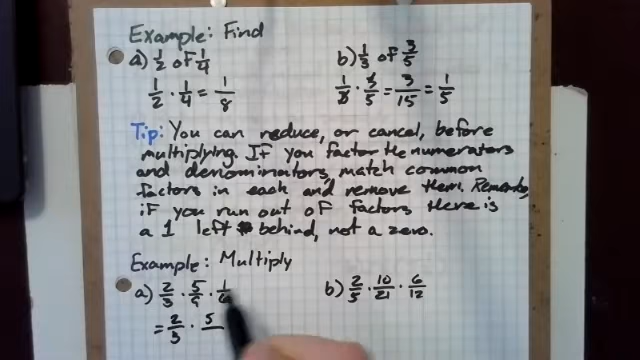 Example: Find
a) 1/2 of 1/4
b) 1/3 of 3/5
1/2 · 1/4 = 1/8
1/3 · 3/5 = 3/15 = 1/5
Tip: You can reduce, or cancel, before
multiplying. If you factor the numerators
and denominators, match common
factors in each and remove them. Remember,
if you run out of factors there is
a 1 left behind, not a zero.
Example: Multiply
a) 2/3 · 5/9 ·
b) 2/5 · 10/21 · 6/12
= 2/3 · 5